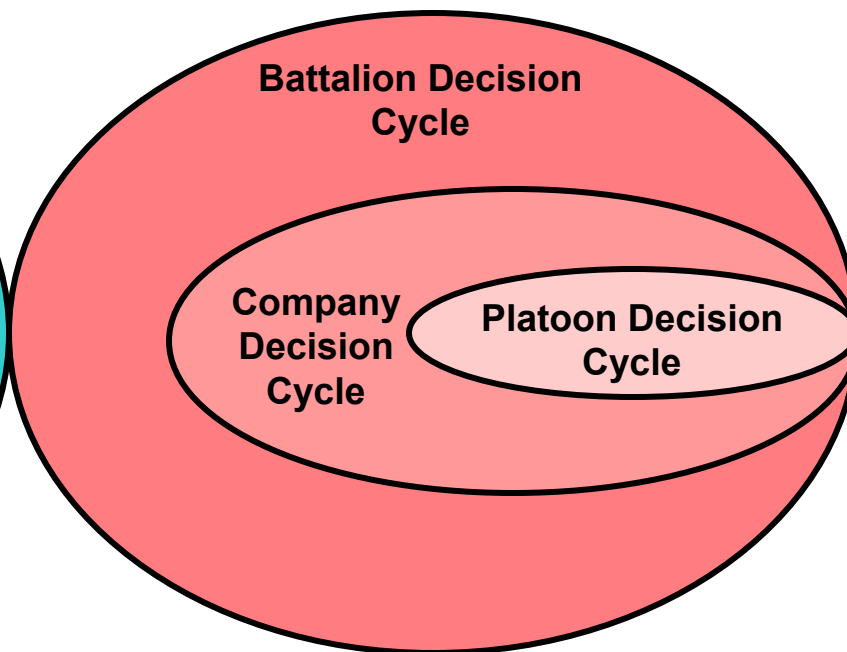 Battalion Decision
Cycle
Company
Decision
Cycle
Platoon Decision
Cycle